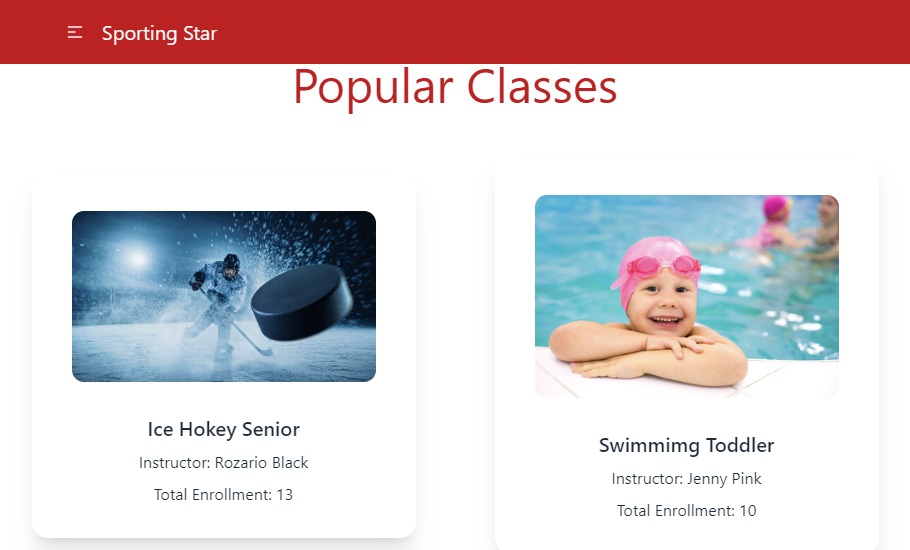 Sporting Star
Popular Classes
Ice Hokey Senior
Instructor: Rozario Black
Total Enrollment: 13
Swimmimg Toddler
Instructor: Jenny Pink
Total Enrollment: 10